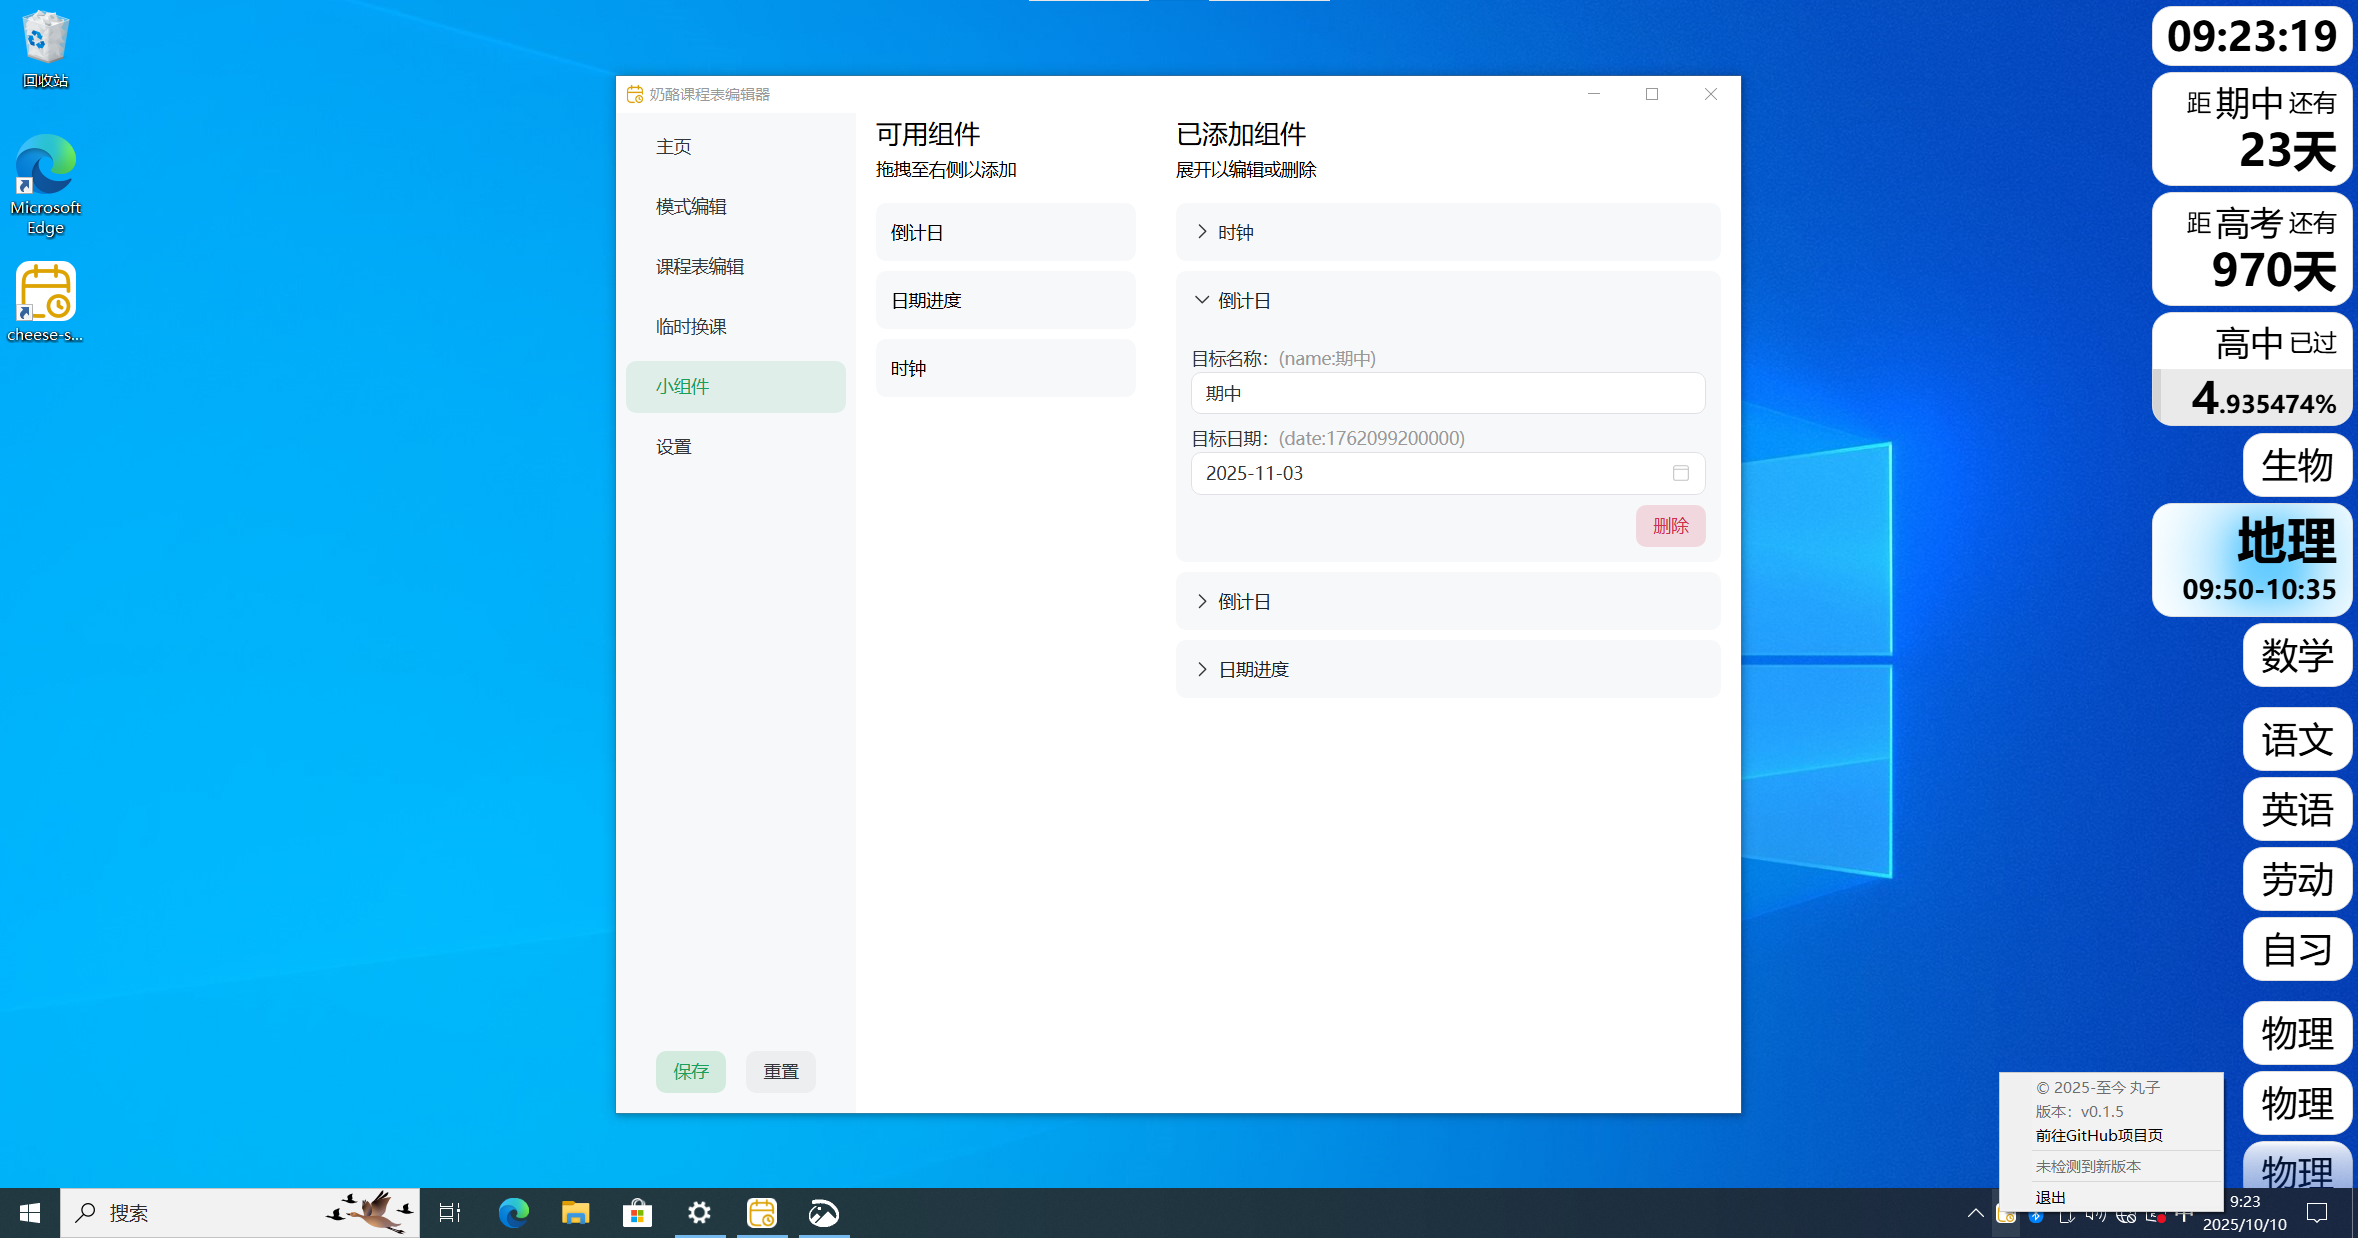 回收站
Microsoft
Edge
cheese-s...
奶酪课程表编辑器
主页
模式编辑
课程表编辑
临时换课
小组件
设置
保存
重置
可用组件
拖拽至右侧以添加
倒计日
日期进度
时钟
已添加组件
展开以编辑或删除
时钟
倒计日
目标名称：(name:期中)
期中
目标日期：(date:1762099200000)
2025-11-03
删除
倒计日
日期进度
09:23:19
距 期中 还有
23天
距 高考 还有
970天
高中 已过
4.935474%
生物
地理
09:50-10:35
数学
语文
英语
劳动
自习
物理
物理
物理
© 2025-至今 丸子
版本：v0.1.5
前往GitHub项目页
未检测到新版本
退出
搜索
中
9:23
2025/10/10